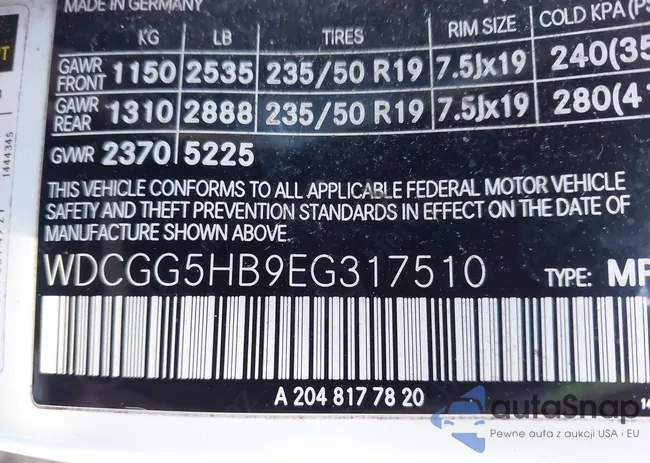 MADE IN GERMANY
KG LB TIRES RIM SIZE COLD KPA(PS
GAWR FRONT 1150 2535 235/50 R19 7.5Jx19 240(35
GAWR REAR 1310 2888 235/50 R19 7.5Jx19 280(41
GVWR 2370 5225
THIS VEHICLE CONFORMS TO ALL APPLICABLE FEDERAL MOTOR VEHICLE
SAFETY AND THEFT PREVENTION STANDARDS IN EFFECT ON THE DATE OF
MANUFACTURE SHOWN ABOVE.
WDCGG5HB9EG317510 TYPE: MP
A 204 817 78 20
1444345
autaSnap
Pewne auta z aukcji USA i EU